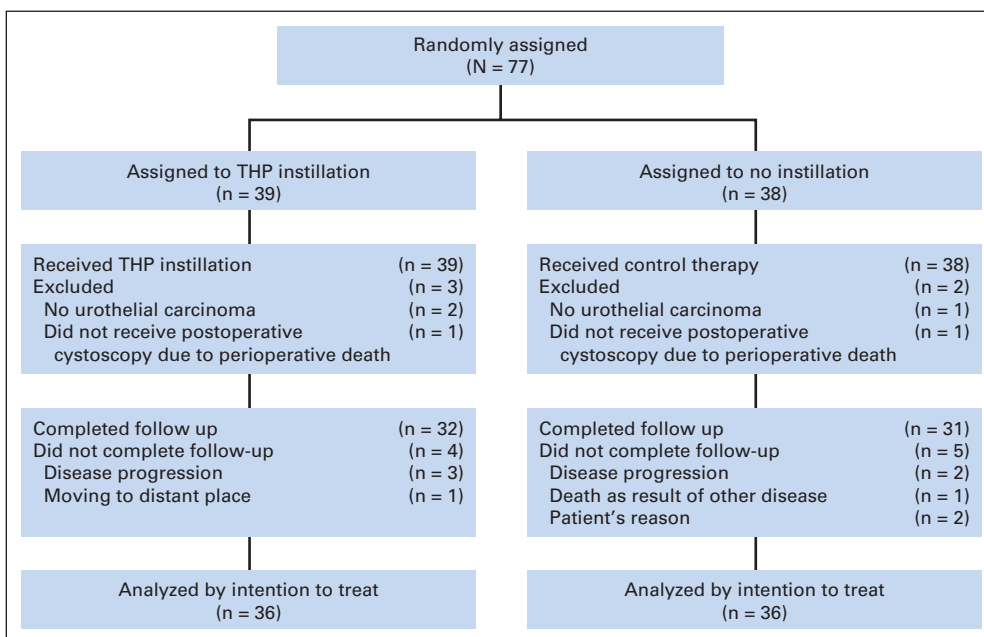 Randomly assigned
(N = 77)
Assigned to THP instillation
(n = 39)
Assigned to no instillation
(n = 38)
Received THP instillation (n = 39)
Excluded (n = 3)
No urothelial carcinoma (n = 2)
Did not receive postoperative (n = 1)
cystoscopy due to perioperative death
Received control therapy (n = 38)
Excluded (n = 2)
No urothelial carcinoma (n = 1)
Did not receive postoperative (n = 1)
cystoscopy due to perioperative death
Completed follow up (n = 32)
Did not complete follow-up (n = 4)
Disease progression (n = 3)
Moving to distant place (n = 1)
Completed follow up (n = 31)
Did not complete follow-up (n = 5)
Disease progression (n = 2)
Death as result of other disease (n = 1)
Patient's reason (n = 2)
Analyzed by intention to treat
(n = 36)
Analyzed by intention to treat
(n = 36)